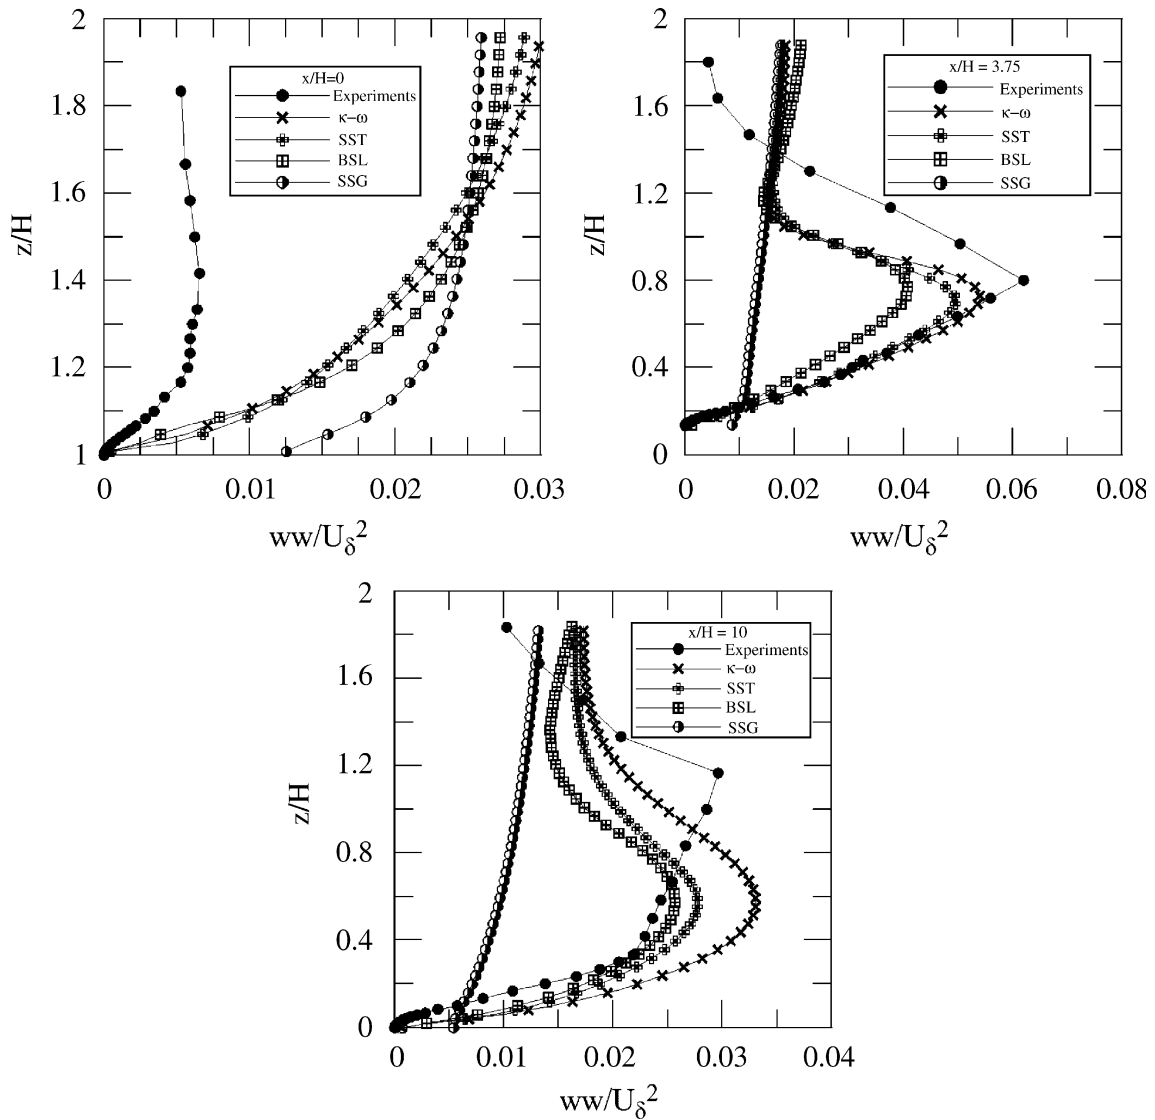 2
1.8
1.6
1.4
1.2
1
z/H
0 0.01 0.02 0.03
ww/Uδ²
x/H=0
Experiments
κ−ω
SST
BSL
SSG
2
1.6
1.2
0.8
0.4
0
z/H
0 0.02 0.04 0.06 0.08
ww/Uδ²
x/H = 3.75
Experiments
κ−ω
SST
BSL
SSG
2
1.6
1.2
0.8
0.4
0
z/H
0 0.01 0.02 0.03 0.04
ww/Uδ²
x/H = 10
Experiments
κ−ω
SST
BSL
SSG